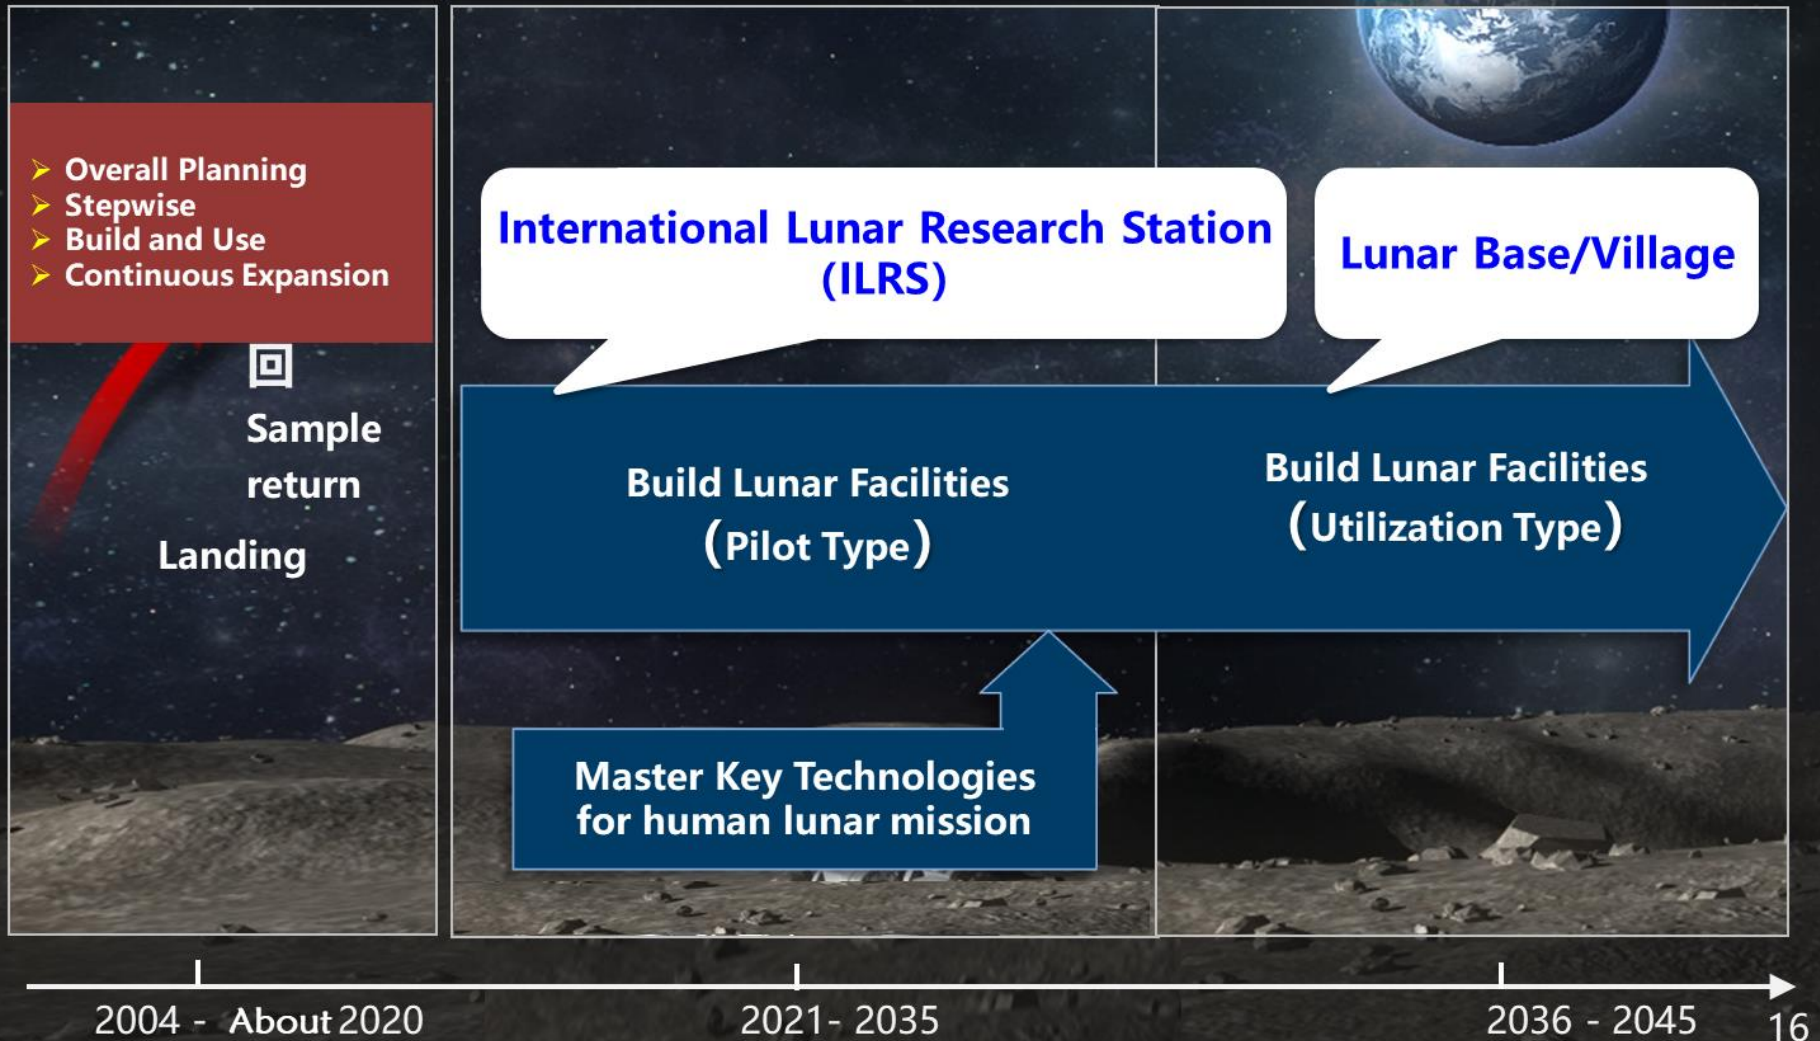 Overall Planning
Stepwise
Build and Use
Continuous Expansion
Sample
return
Landing
International Lunar Research Station
(ILRS)
Lunar Base/Village
Build Lunar Facilities
(Pilot Type)
Build Lunar Facilities
(Utilization Type)
Master Key Technologies
for human lunar mission
2004 - About 2020
2021- 2035
2036 - 2045
16